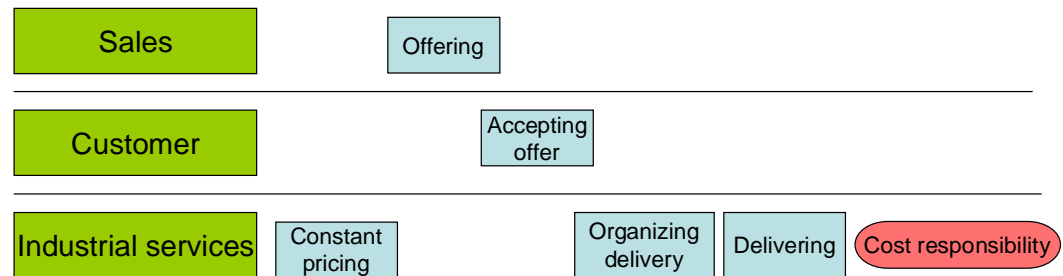 Sales
Offering
Customer
Accepting
offer
Industrial services
Constant
pricing
Organizing
delivery
Delivering
Cost responsibility